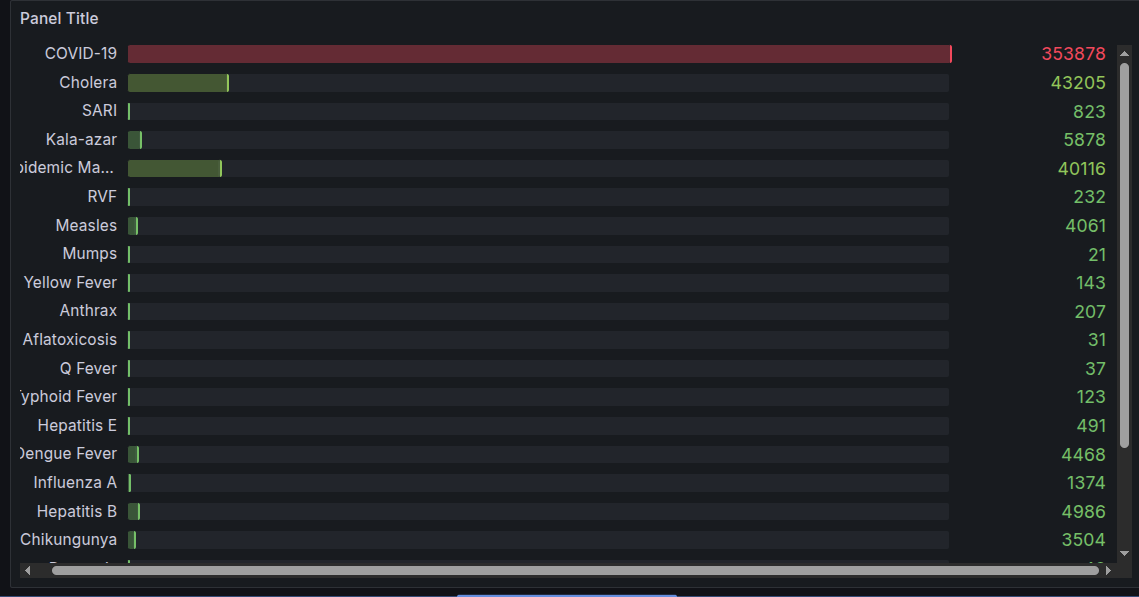 Panel Title
COVID-19 353878
Cholera 43205
SARI 823
Kala-azar 5878
pidemic Ma... 40116
RVF 232
Measles 4061
Mumps 21
Yellow Fever 143
Anthrax 207
Aflatoxicosis 31
Q Fever 37
Typhoid Fever 123
Hepatitis E 491
Dengue Fever 4468
Influenza A 1374
Hepatitis B 4986
Chikungunya 3504